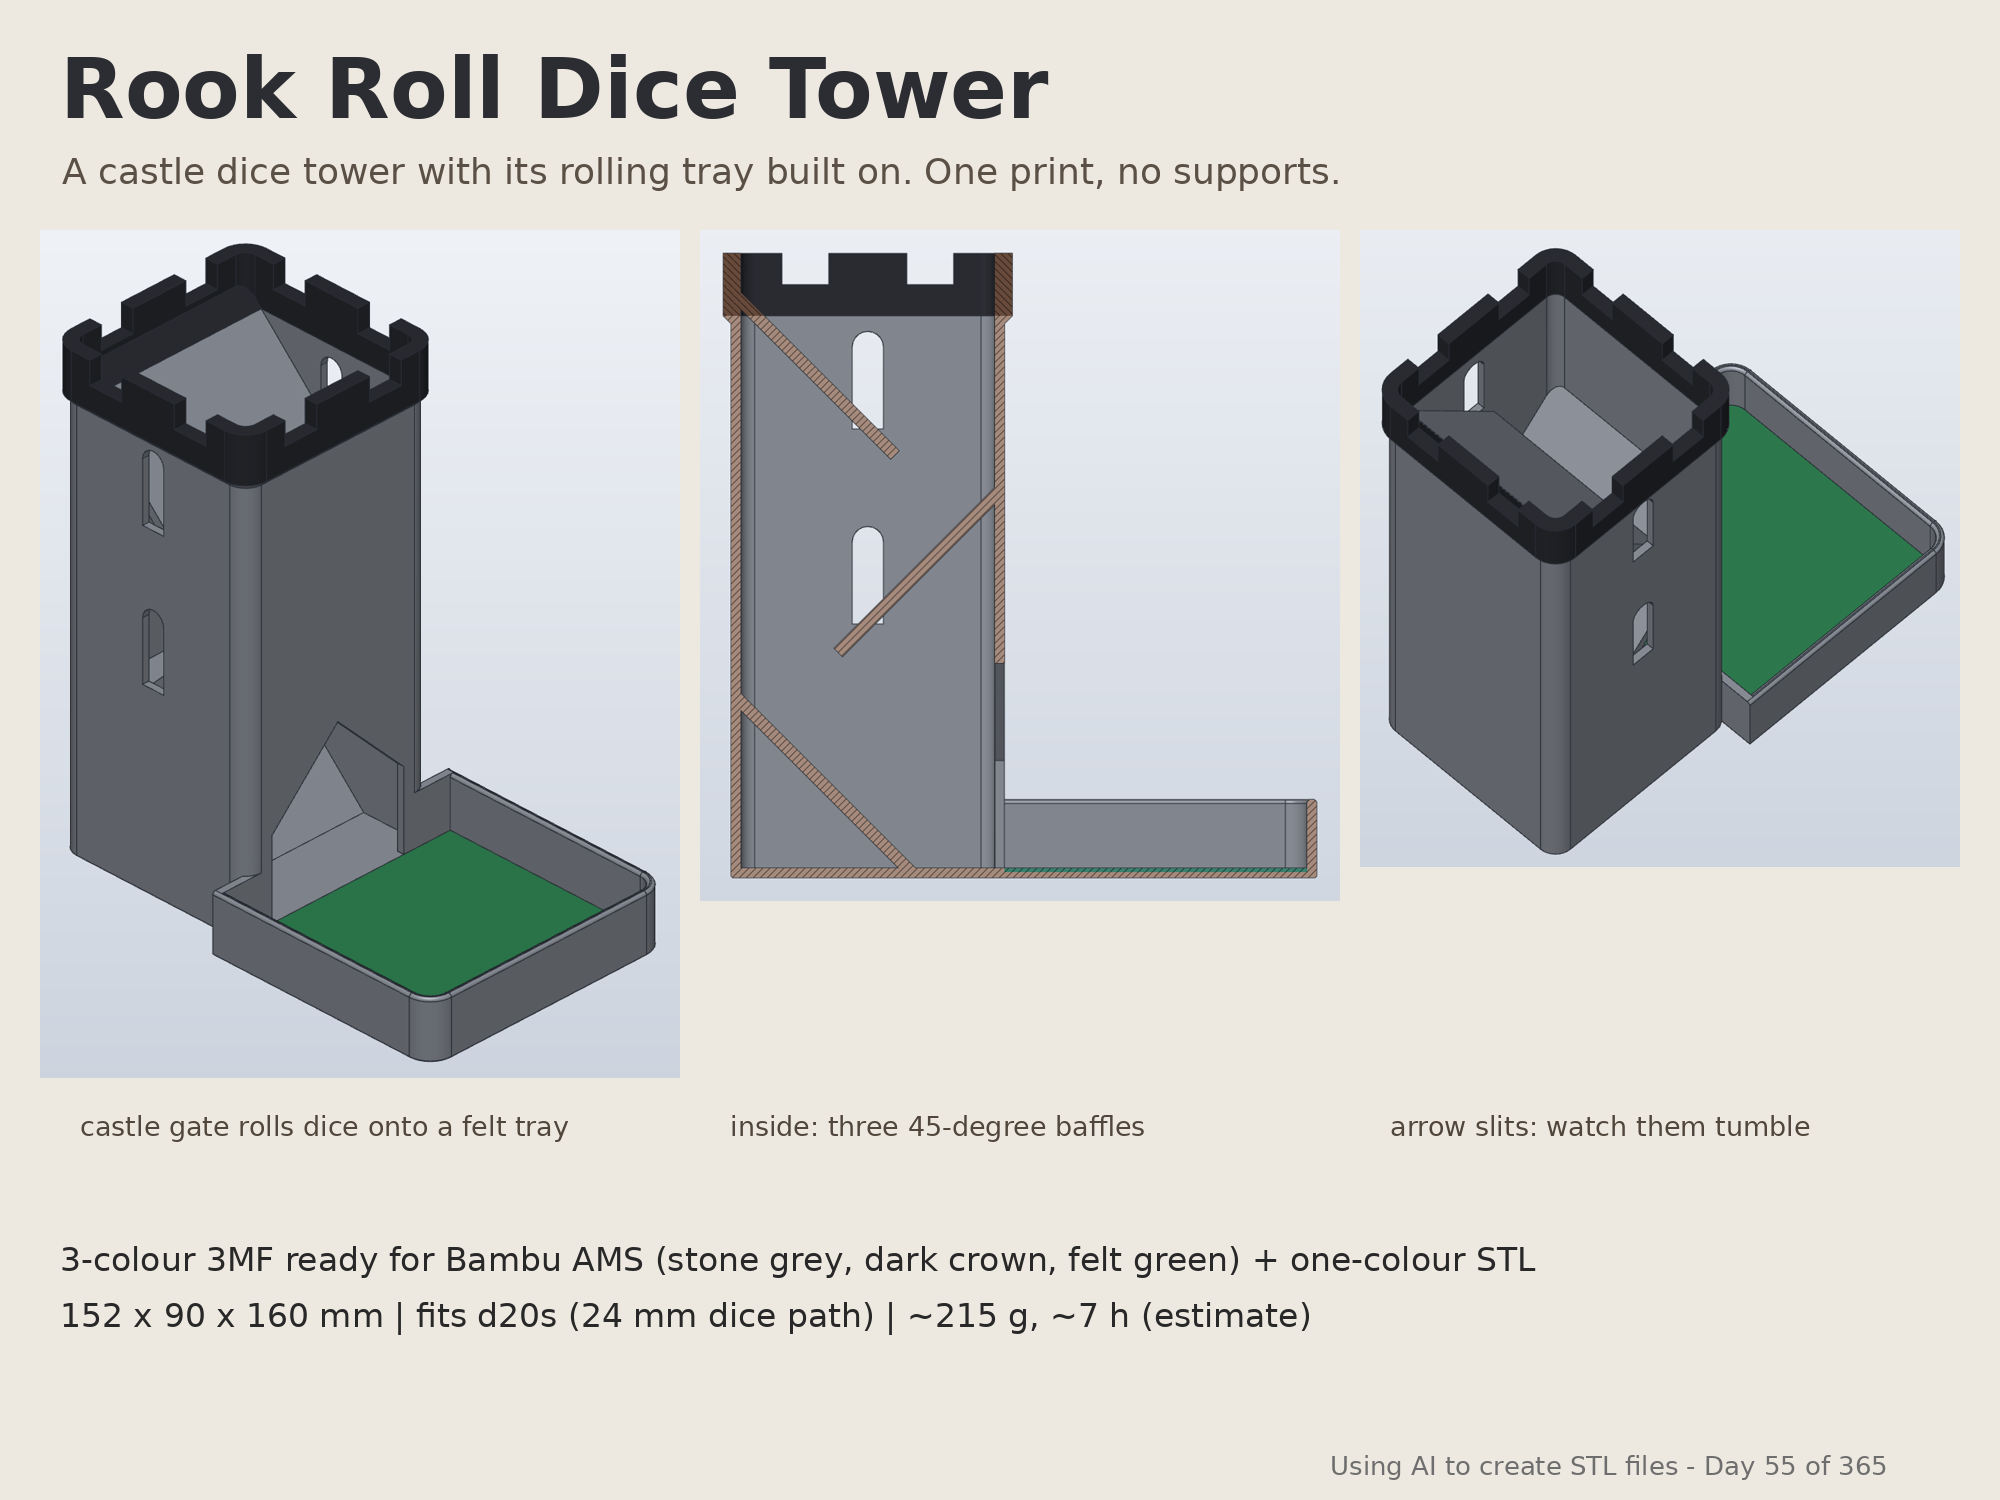 Rook Roll Dice Tower
A castle dice tower with its rolling tray built on. One print, no supports.
castle gate rolls dice onto a felt tray
inside: three 45-degree baffles
arrow slits: watch them tumble
3-colour 3MF ready for Bambu AMS (stone grey, dark crown, felt green) + one-colour STL
152 x 90 x 160 mm | fits d20s (24 mm dice path) | ~215 g, ~7 h (estimate)
Using AI to create STL files - Day 55 of 365